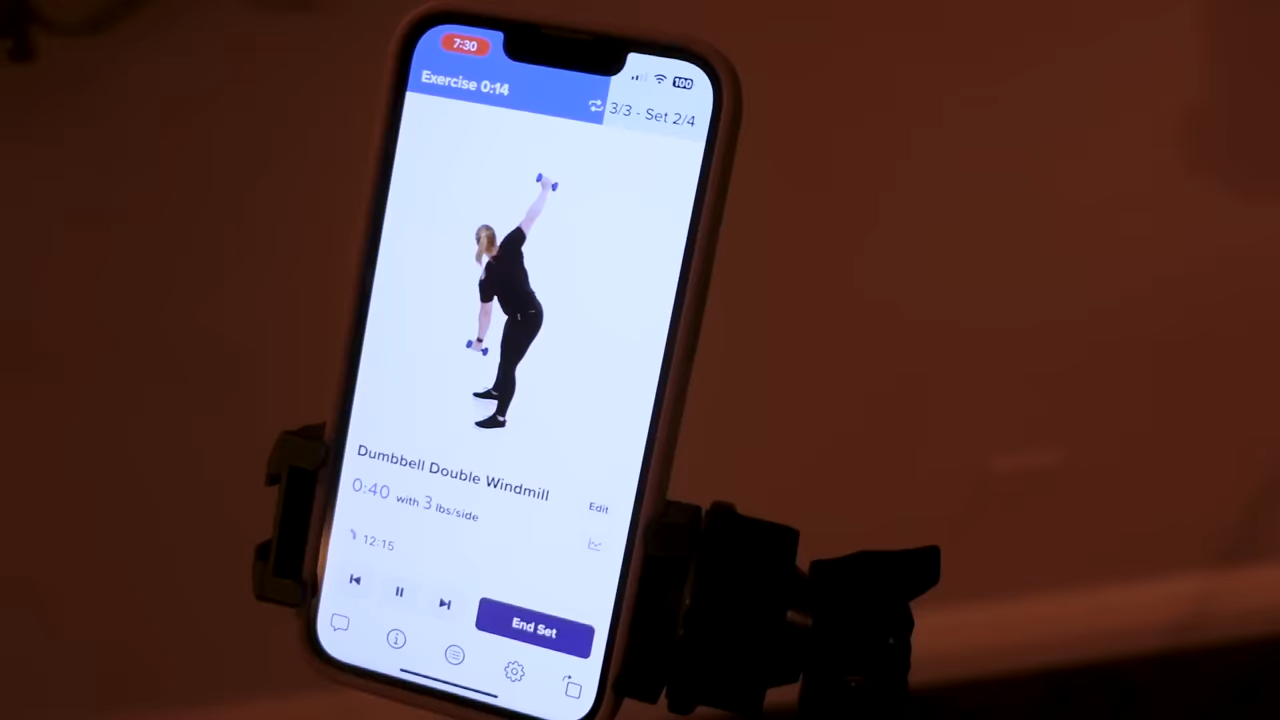 7:30
100
Exercise 0:14
3/3 - Set 2/4
Dumbbell Double Windmill
0:40 with 3 lbs/side
Edit
12:15
End Set